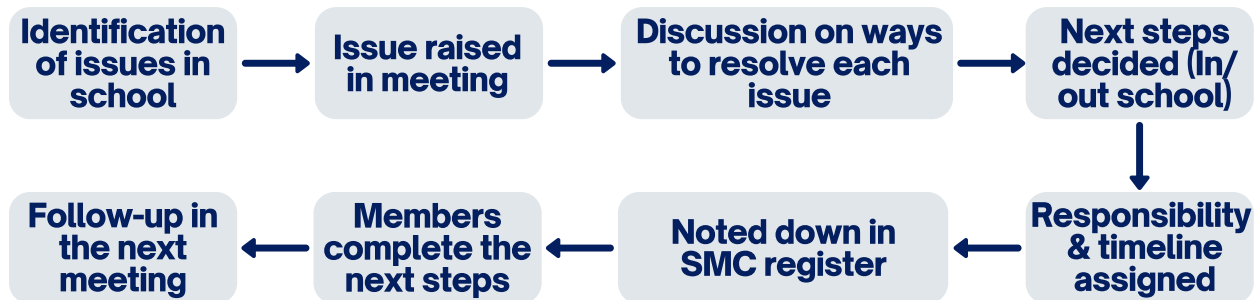 Identification
of issues in
school
Issue raised
in meeting
Discussion on ways
to resolve each
issue
Next steps
decided (In/
out school)
Responsibility
& timeline
assigned
Noted down in
SMC register
Members
complete the
next steps
Follow-up in
the next
meeting